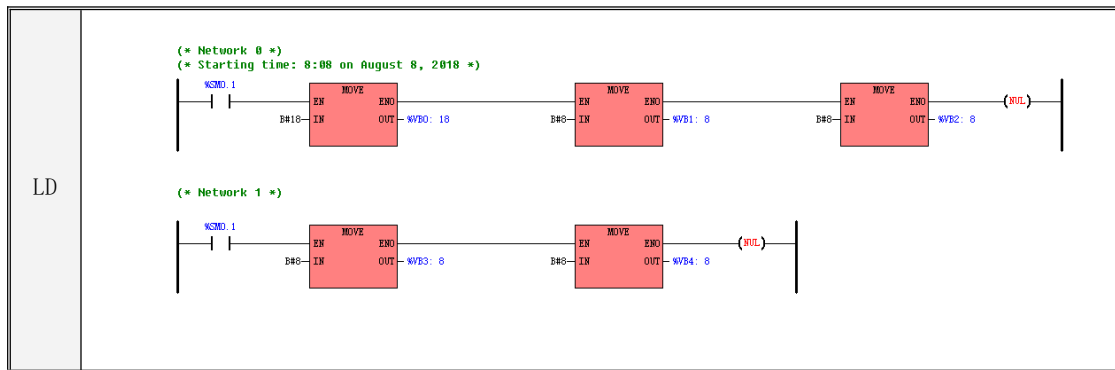 (* Network 0 *)
(* Starting time: 8:08 on August 8, 2018 *)
%SM0.1 MOVE MOVE MOVE
EN ENO EN ENO EN ENO (NUL)
B#18 IN OUT %VB0: 18 B#8 IN OUT %VB1: 8 B#8 IN OUT %VB2: 8
LD
(* Network 1 *)
%SM0.1 MOVE MOVE
EN ENO EN ENO (NUL)
B#8 IN OUT %VB3: 8 B#8 IN OUT %VB4: 8